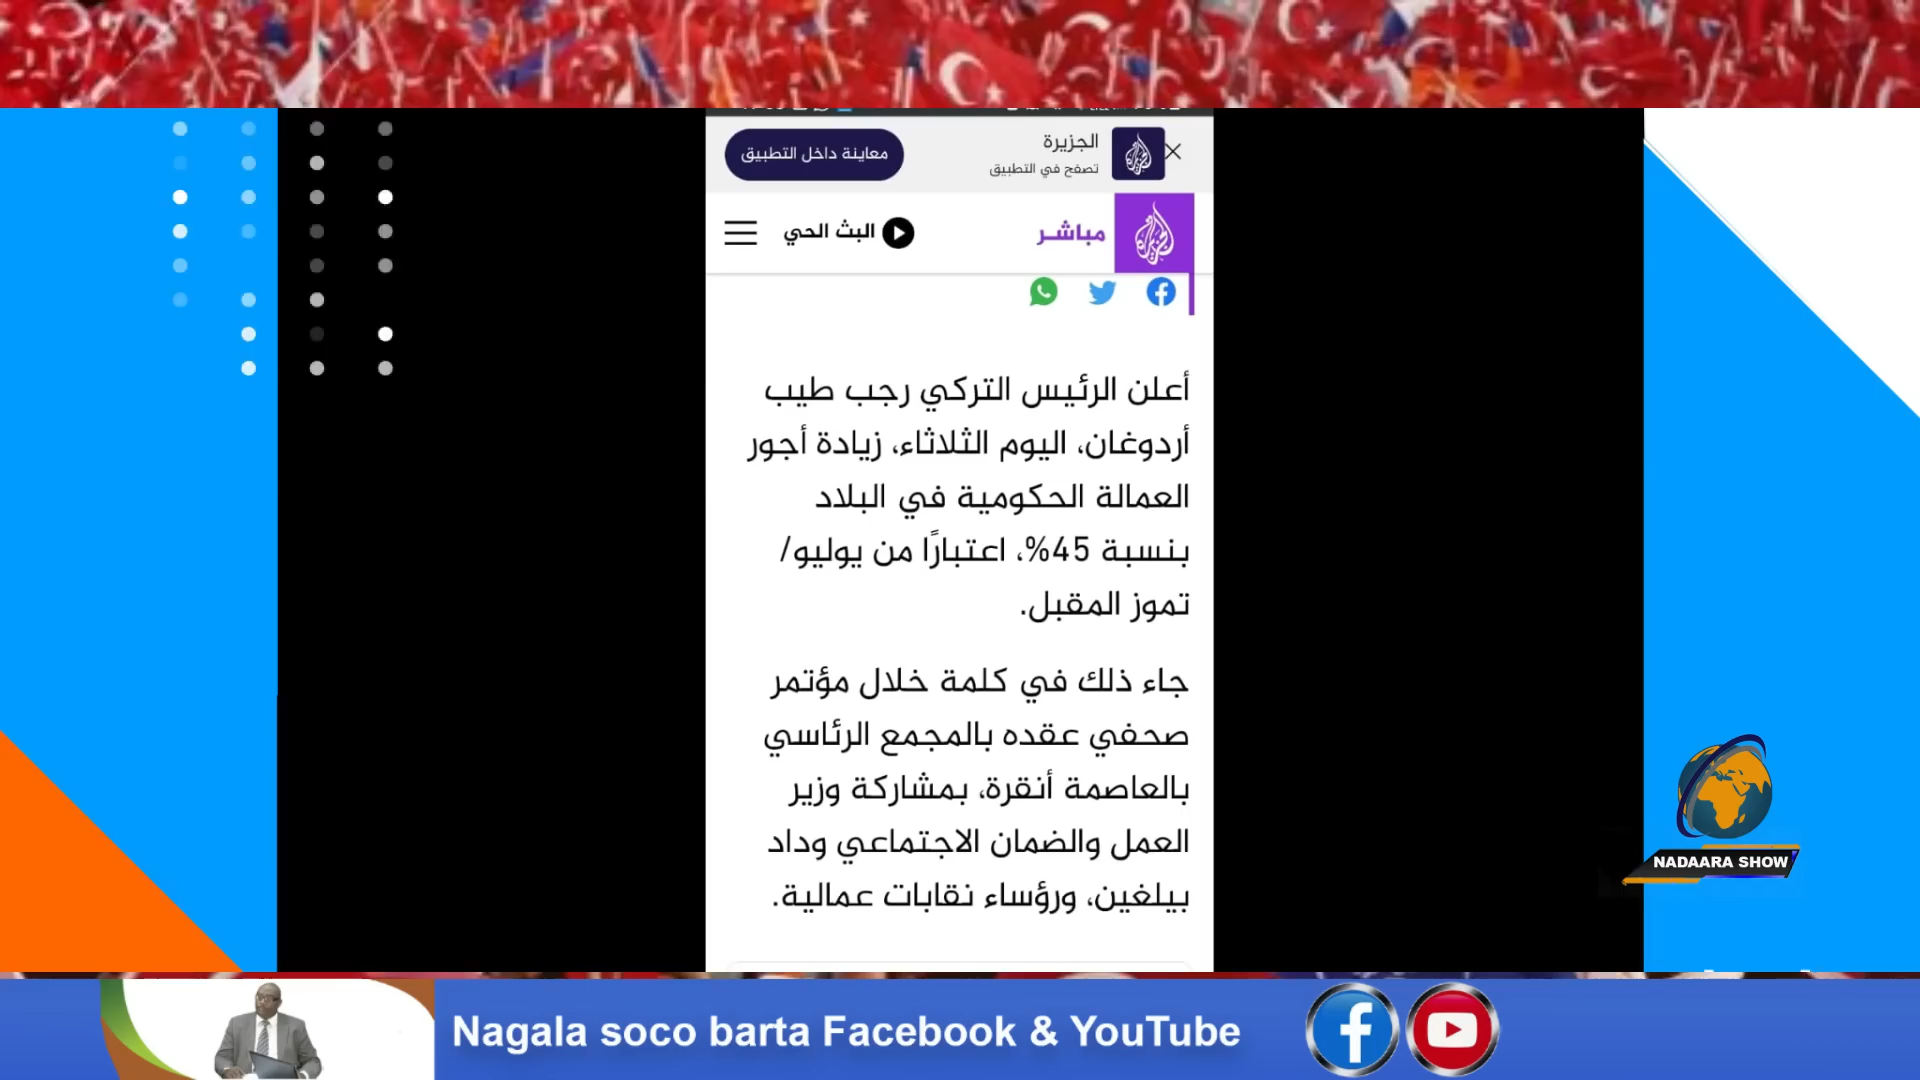 الجزيرة
تصفح في التطبيق
معاينة داخل التطبيق
مباشر
البث الحي
أعلن الرئيس التركي رجب طيب
أردوغان، اليوم الثلاثاء، زيادة أجور
العمالة الحكومية في البلاد
بنسبة 45%، اعتبارًا من يوليو/
تموز المقبل.
جاء ذلك في كلمة خلال مؤتمر
صحفي عقده بالمجمع الرئاسي
بالعاصمة أنقرة، بمشاركة وزير
العمل والضمان الاجتماعي وداد
بيلغين، ورؤساء نقابات عمالية.
NADAARA SHOW
Nagala soco barta Facebook & YouTube